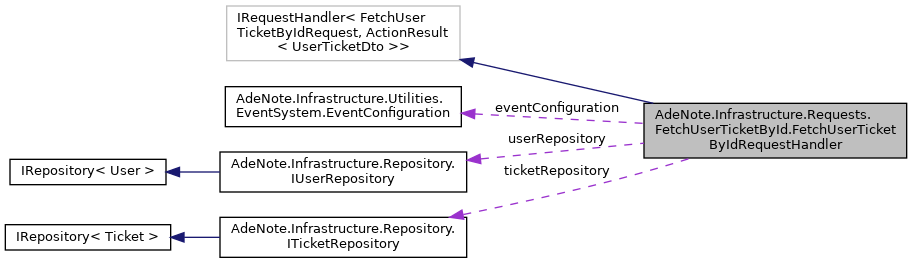 IRequestHandler< FetchUser
TicketByIdRequest, ActionResult
< UserTicketDto >>
AdeNote.Infrastructure.Utilities.
EventSystem.EventConfiguration
eventConfiguration
AdeNote.Infrastructure.Requests.
FetchUserTicketById.FetchUserTicket
ByIdRequestHandler
userRepository
IRepository< User >
AdeNote.Infrastructure.Repository.
IUserRepository
ticketRepository
IRepository< Ticket >
AdeNote.Infrastructure.Repository.
ITicketRepository